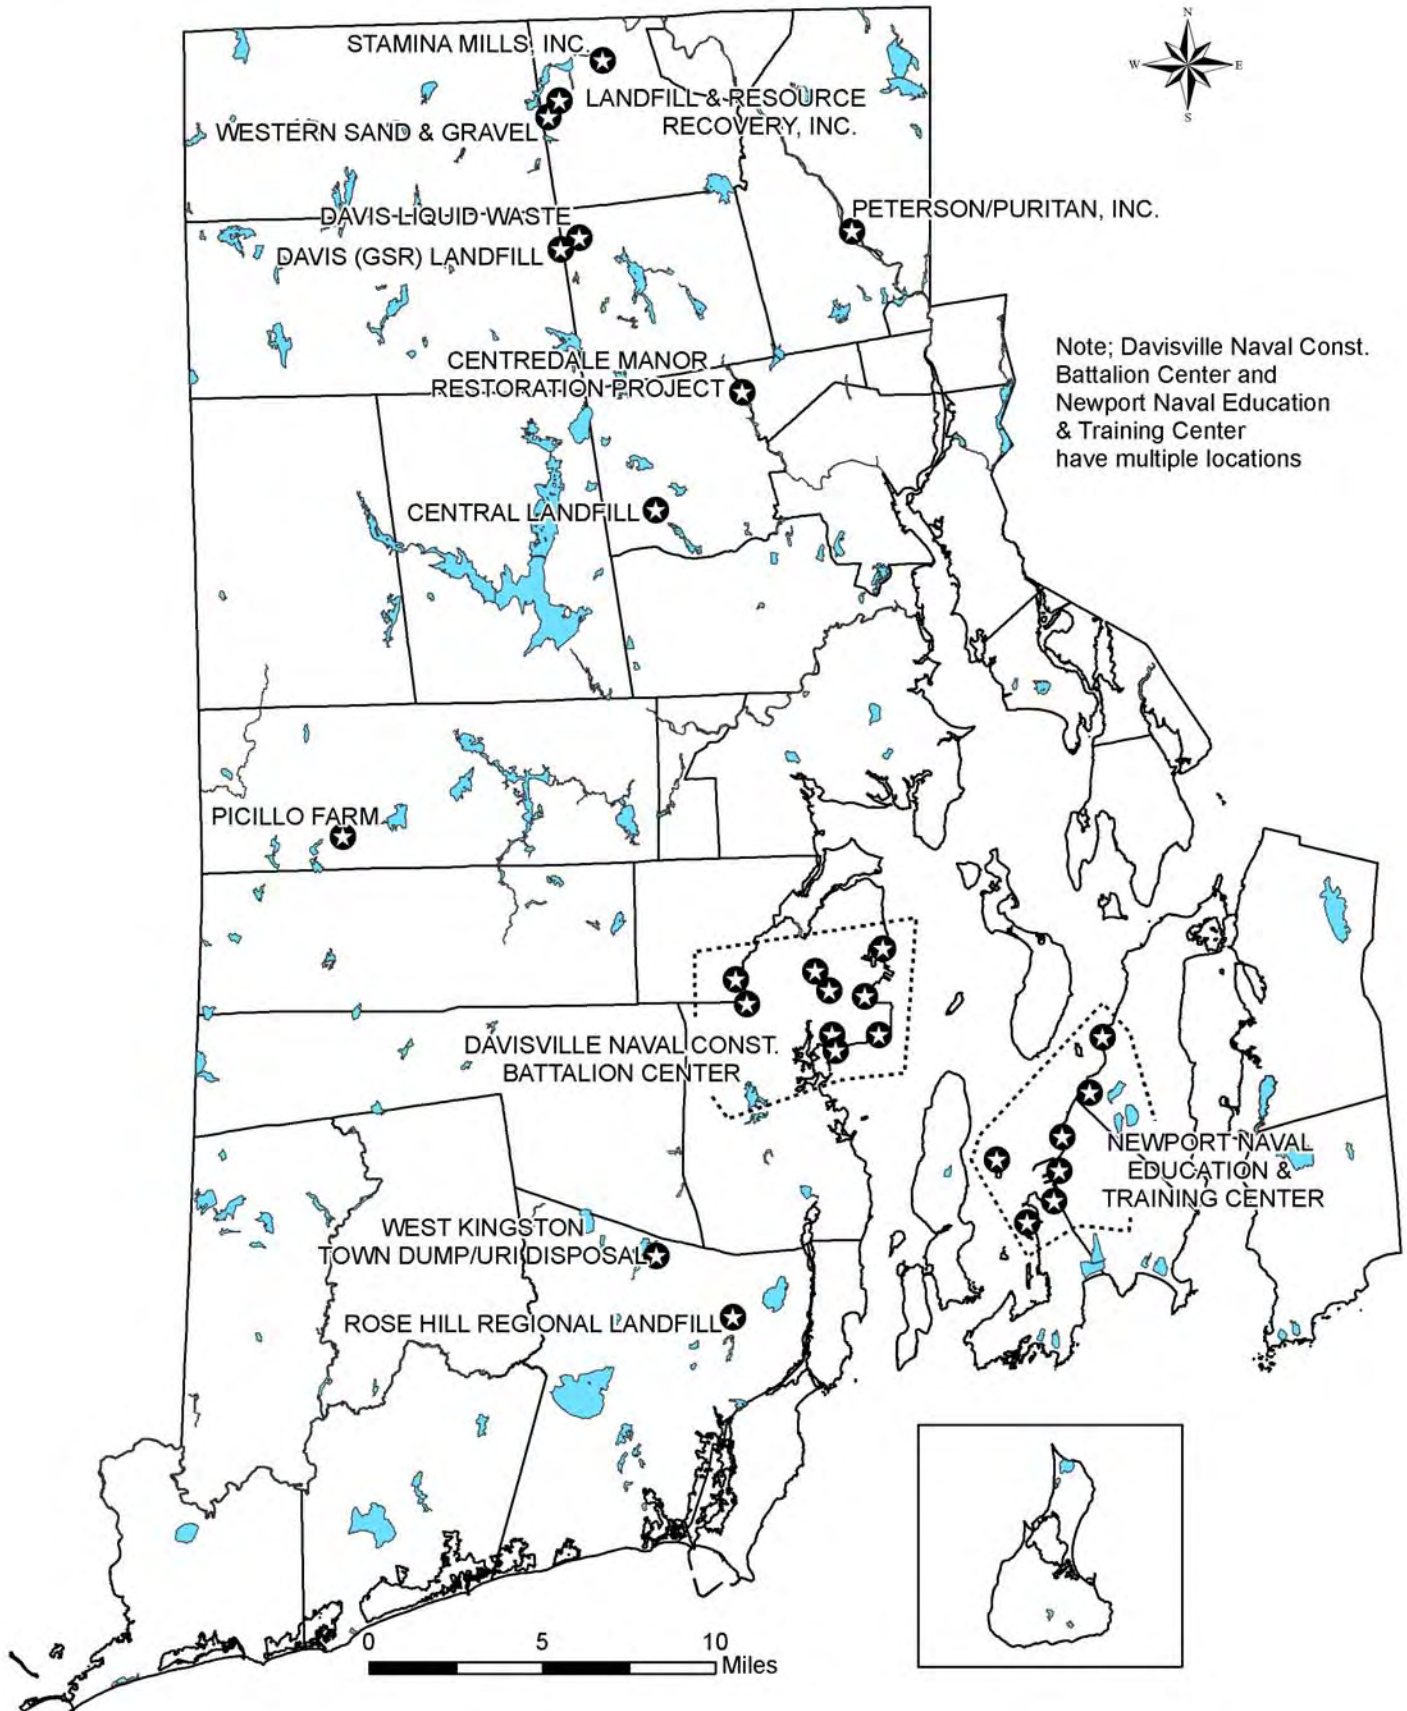 N
W E
S
STAMINA MILLS, INC.
LANDFILL & RESOURCE
RECOVERY, INC.
WESTERN SAND & GRAVEL
DAVIS LIQUID WASTE
PETERSON/PURITAN, INC.
DAVIS (GSR) LANDFILL
Note; Davisville Naval Const.
Battalion Center and
Newport Naval Education
& Training Center
have multiple locations
CENTREDALE MANOR
RESTORATION PROJECT
CENTRAL LANDFILL
PICILLO FARM
DAVISVILLE NAVAL CONST.
BATTALION CENTER
NEWPORT NAVAL
EDUCATION &
TRAINING CENTER
WEST KINGSTON
TOWN DUMP/URI DISPOSAL
ROSE HILL REGIONAL LANDFILL
0 5 10
Miles